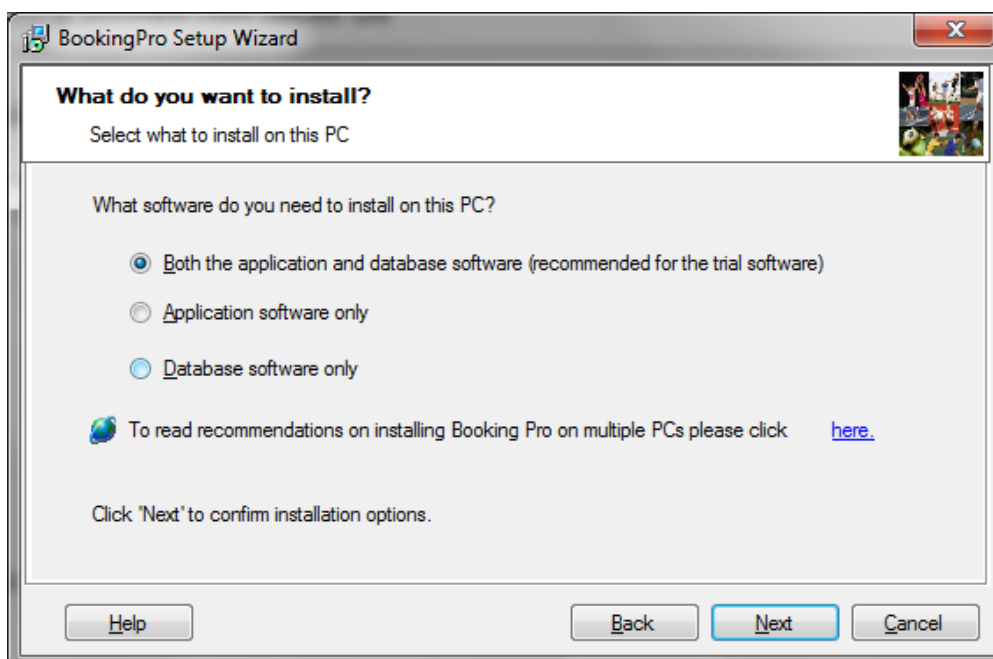 BookingPro Setup Wizard
What do you want to install?
Select what to install on this PC
What software do you need to install on this PC?
Both the application and database software (recommended for the trial software)
Application software only
Database software only
To read recommendations on installing Booking Pro on multiple PCs please click here.
Click 'Next' to confirm installation options.
Help Back Next Cancel